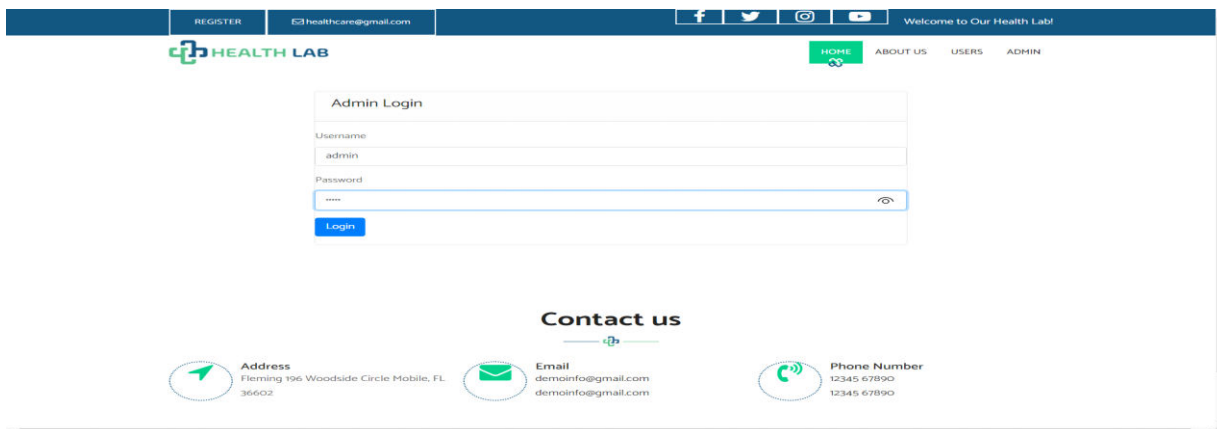 REGISTER
healthcare@gmail.com
Welcome to Our Health Lab!
HEALTH LAB
HOME
ABOUT US
USERS
ADMIN
Admin Login
Username
admin
Password
•••••
Login
Contact us
Address
Fleming 196 Woodside Circle Mobile, FL
36602
Email
demoinfo@gmail.com
demoinfo@gmail.com
Phone Number
12345 67890
12345 67890